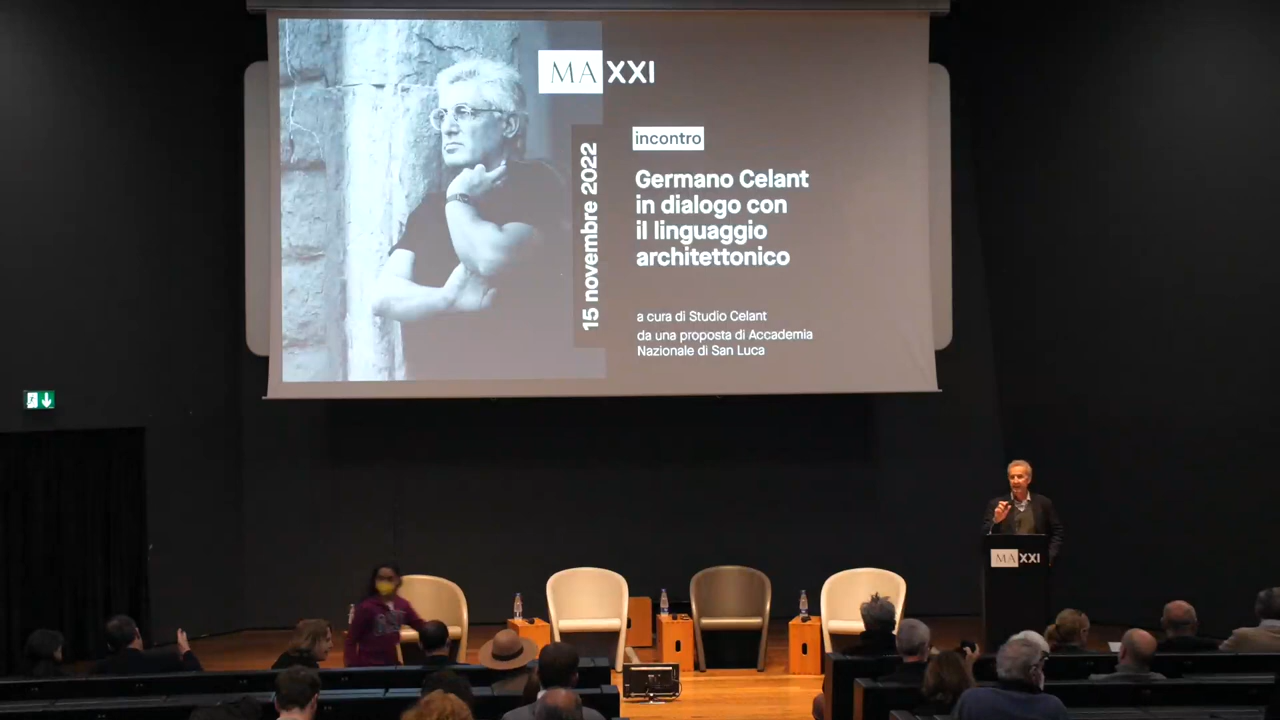 MAXXI
incontro
15 novembre 2022
Germano Celant
in dialogo con
il linguaggio
architettonico
a cura di Studio Celant
da una proposta di Accademia
Nazionale di San Luca
MAXXI